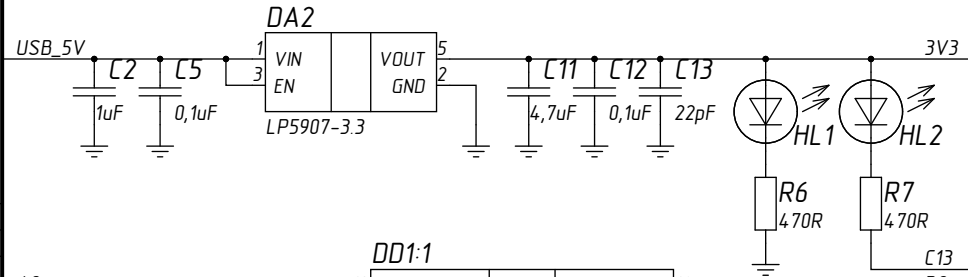 DA2
USB_5V
1
VIN
VOUT
5
3V3
C2
C5
3
EN
GND
2
C11
C12
C13
1uF
0,1uF
LP5907-3.3
4,7uF
0,1uF
22pF
HL1
HL2
R6
470R
R7
470R
DD1:1
C13